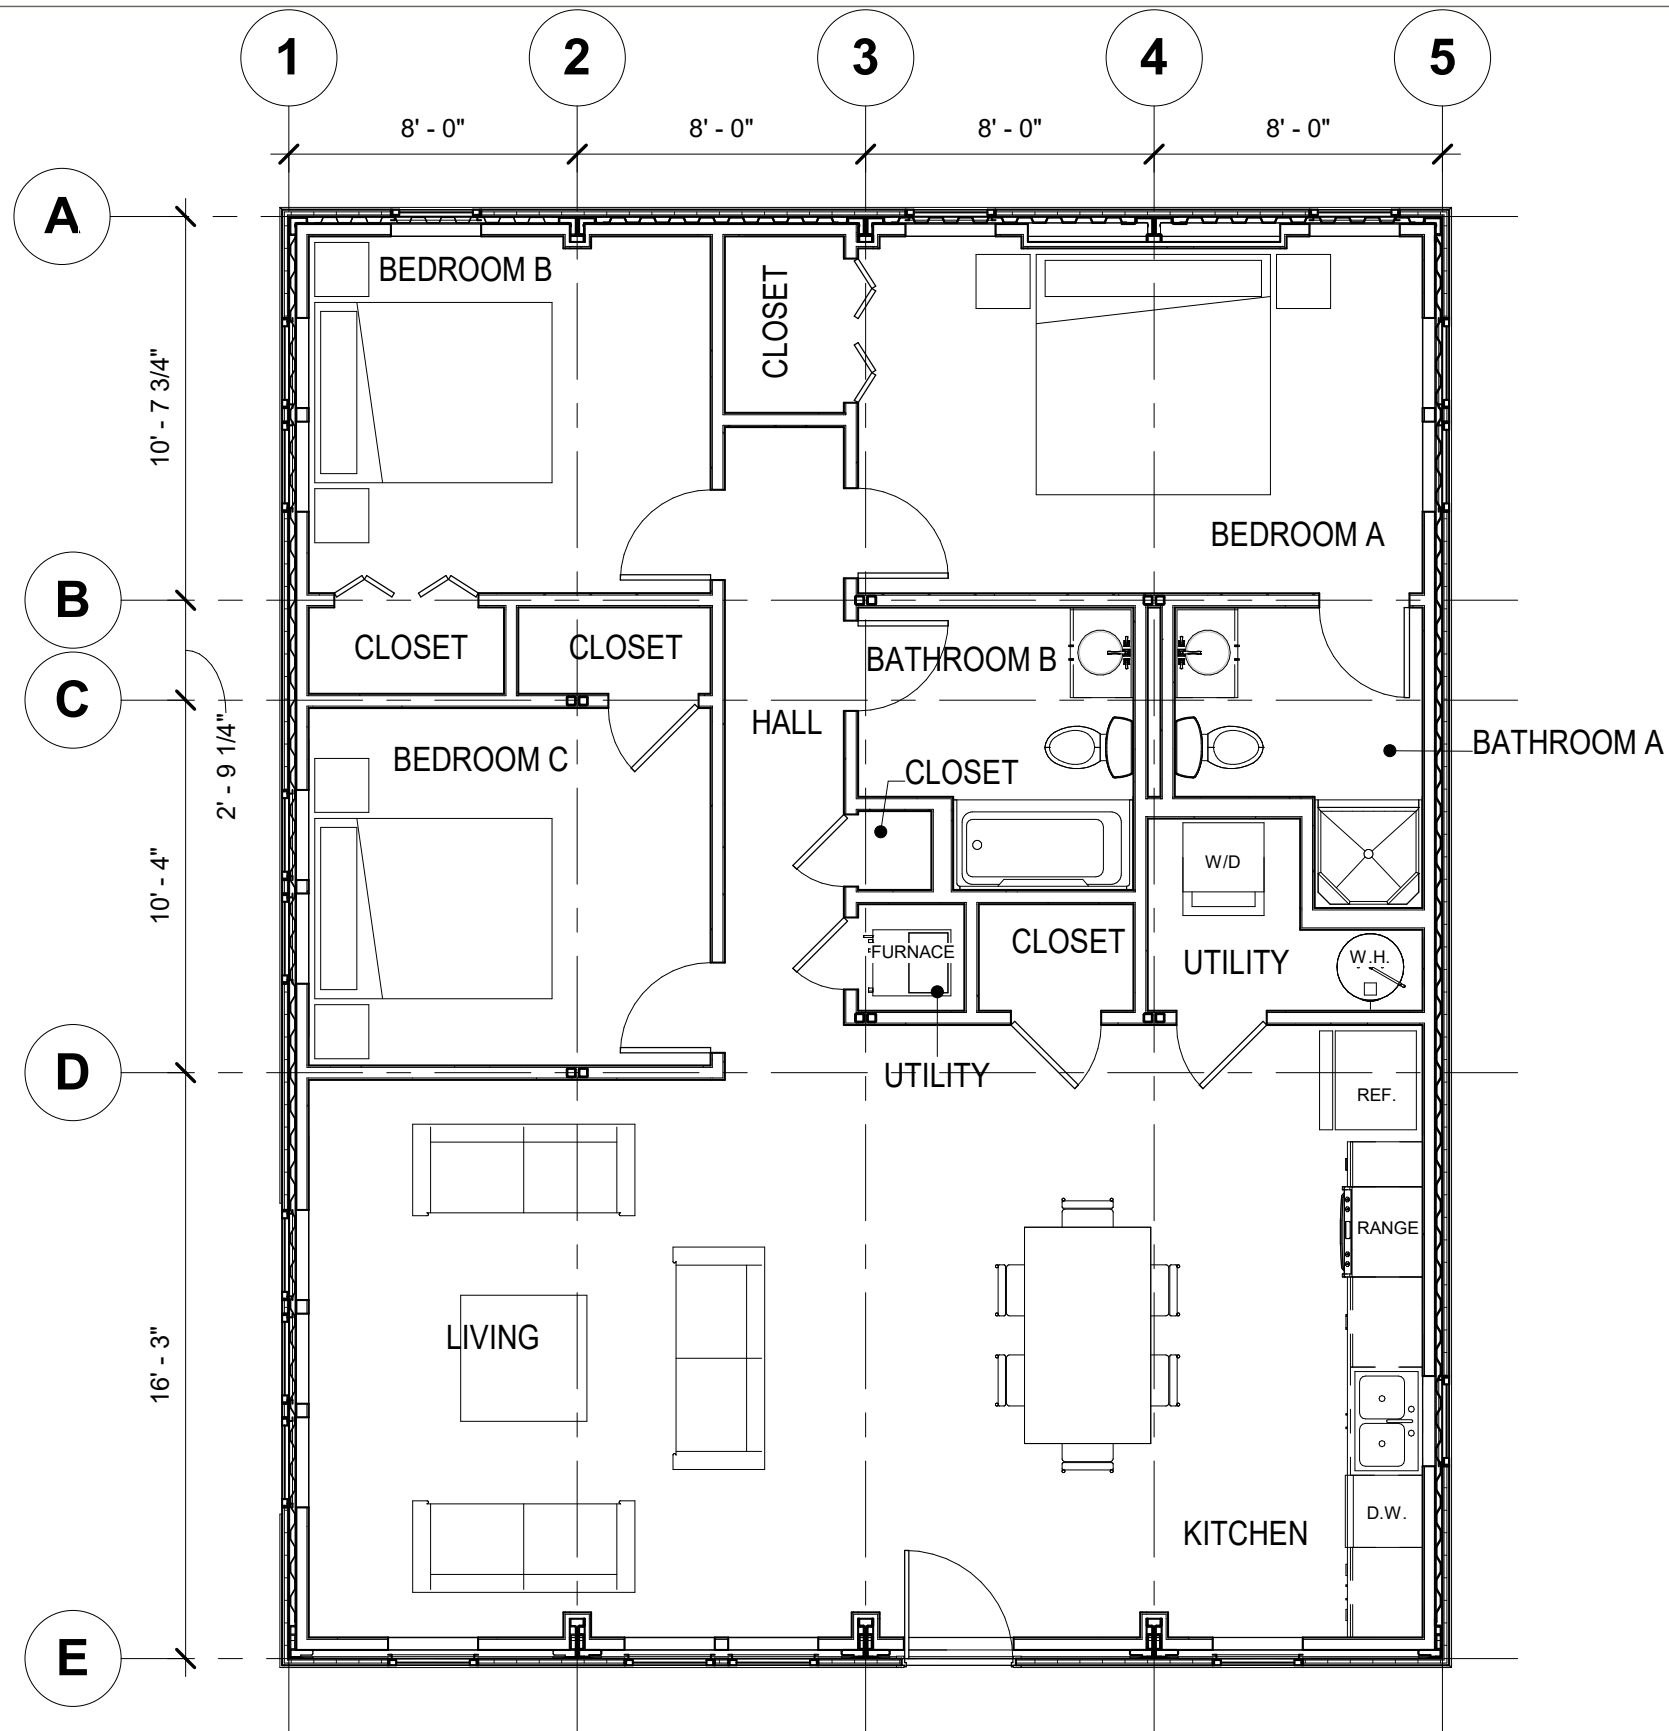 1
2
3
4
5
8' - 0"
8' - 0"
8' - 0"
8' - 0"
A
BEDROOM B
CLOSET
10' - 7 3/4"
BEDROOM A
B
CLOSET
CLOSET
BATHROOM B
C
HALL
BATHROOM A
2' - 9 1/4"
BEDROOM C
CLOSET
W/D
10' - 4"
CLOSET
FURNACE
UTILITY
W.H.
D
UTILITY
REF.
RANGE
LIVING
16' - 3"
D.W.
KITCHEN
E